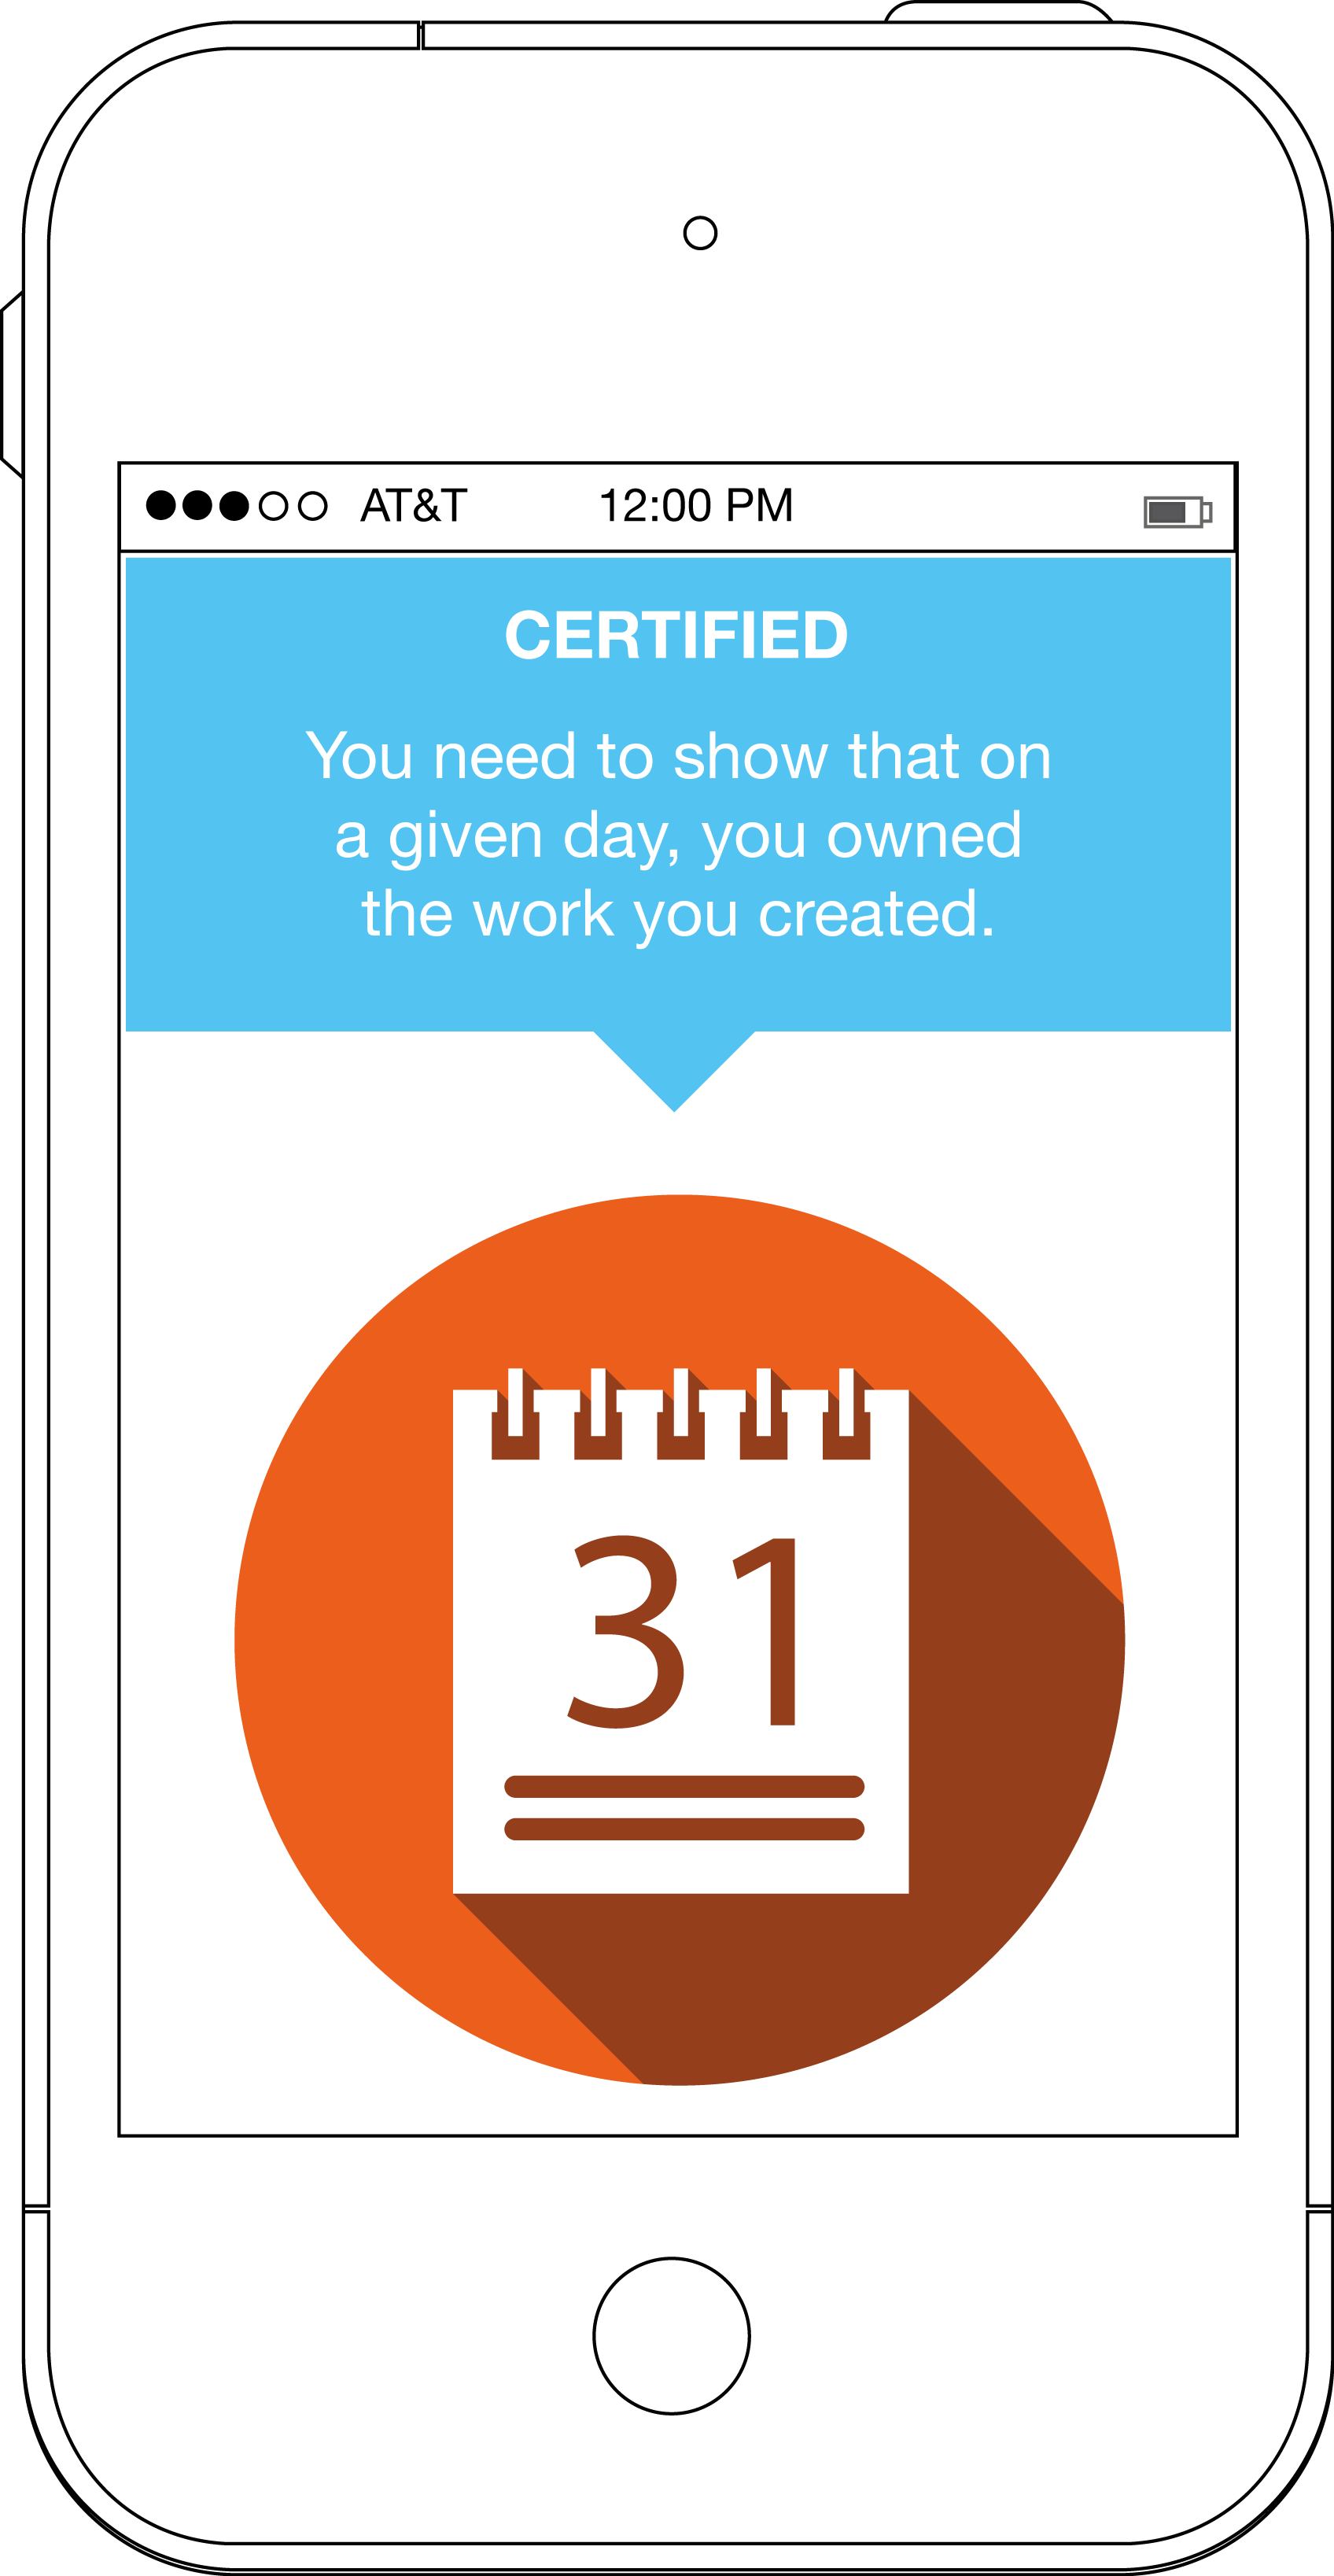 AT&T 12:00 PM
CERTIFIED
You need to show that on
a given day, you owned
the work you created.
31